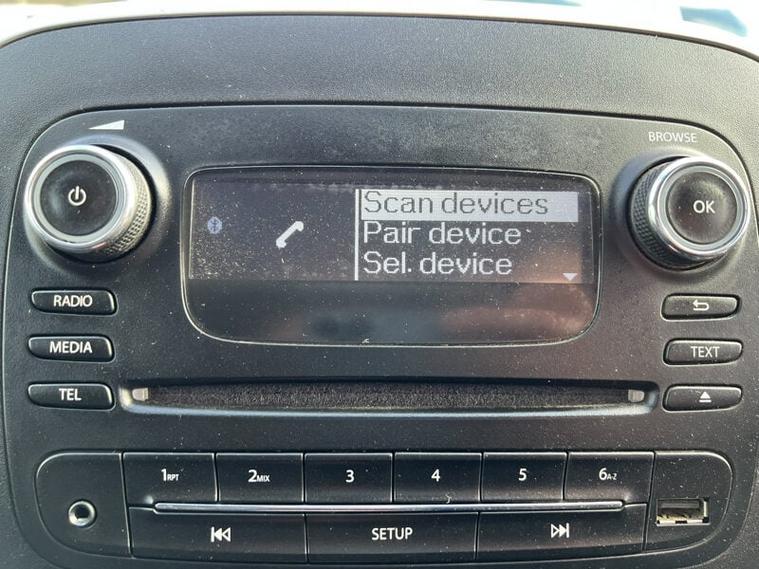 BROWSE
Scan devices
Pair device
Sel. device
OK
RADIO
MEDIA
TEXT
TEL
1RPT
2MIX
3
4
5
6A-Z
SETUP